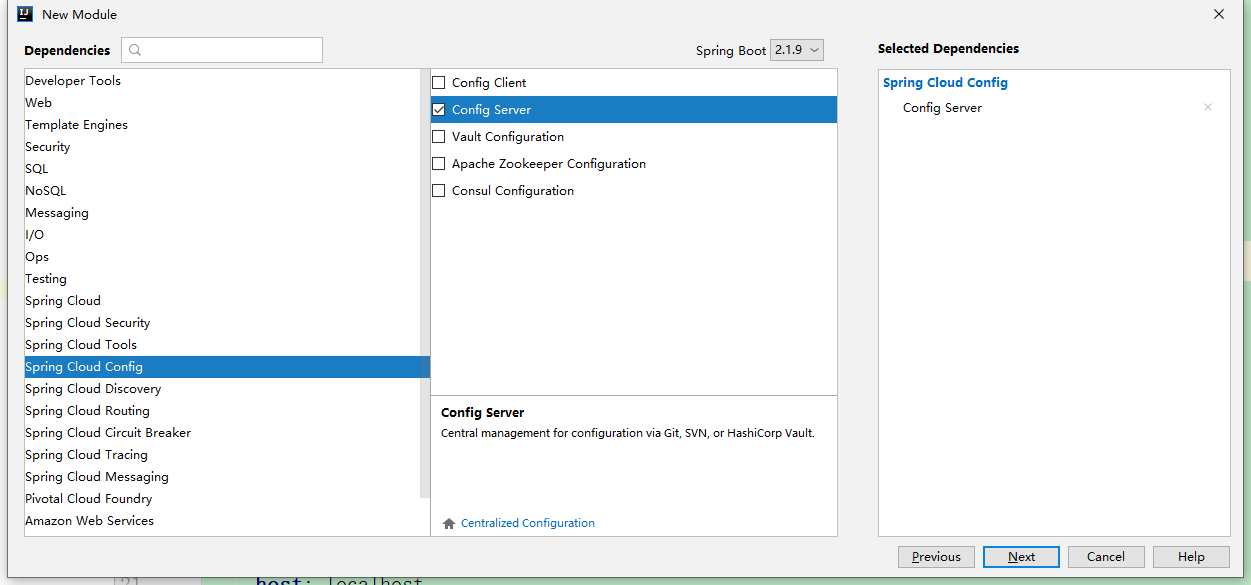 New Module
Dependencies
Spring Boot 2.1.9
Selected Dependencies
Developer Tools
Web
Template Engines
Security
SQL
NoSQL
Messaging
I/O
Ops
Testing
Spring Cloud
Spring Cloud Security
Spring Cloud Tools
Spring Cloud Config
Spring Cloud Discovery
Spring Cloud Routing
Spring Cloud Circuit Breaker
Spring Cloud Tracing
Spring Cloud Messaging
Pivotal Cloud Foundry
Amazon Web Services
Config Client
Config Server
Vault Configuration
Apache Zookeeper Configuration
Consul Configuration
Config Server
Central management for configuration via Git, SVN, or HashiCorp Vault.
Centralized Configuration
Spring Cloud Config
Config Server
Previous
Next
Cancel
Help
21
host: localhost